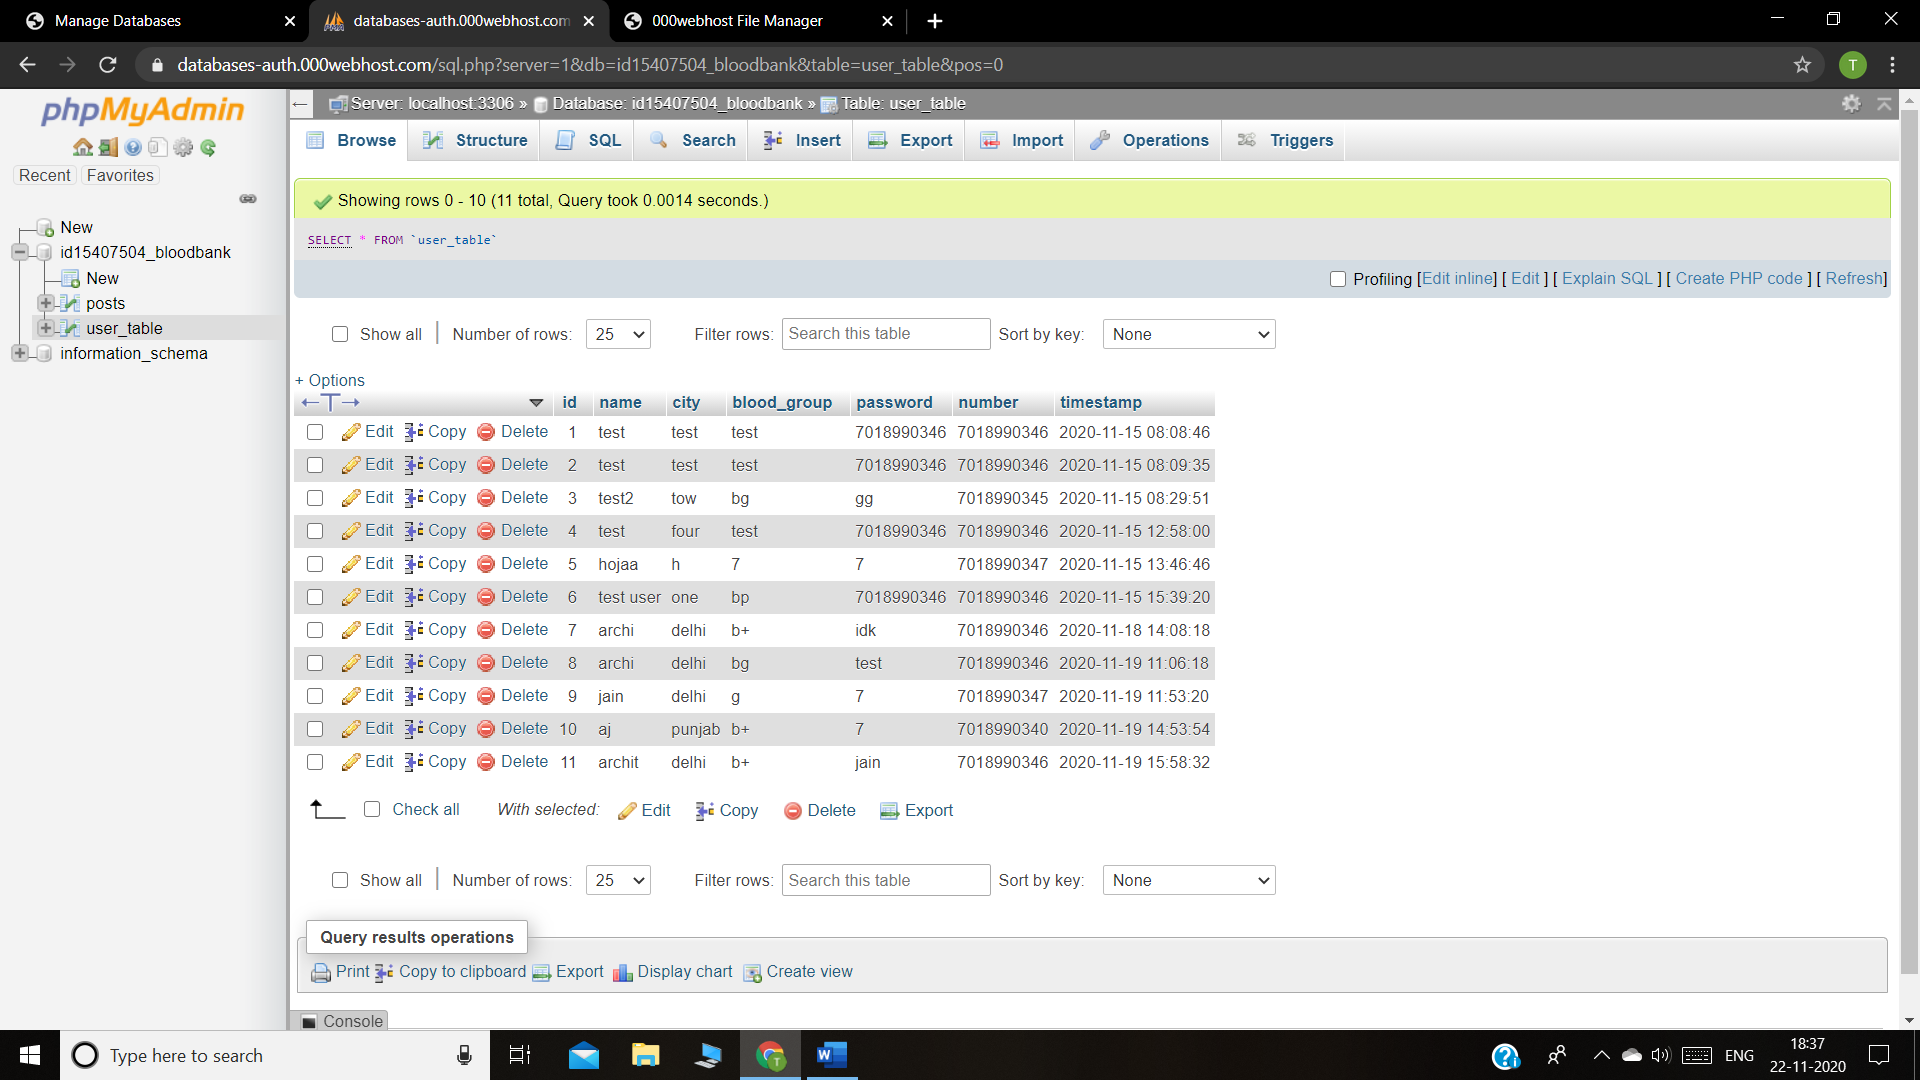 Manage Databases
databases-auth.000webhost.com
000webhost File Manager
databases-auth.000webhost.com/sql.php?server=1&db=id15407504_bloodbank&table=user_table&pos=0
T
phpMyAdmin
Recent Favorites
New
id15407504_bloodbank
New
posts
user_table
information_schema
Server: localhost:3306 » Database: id15407504_bloodbank » Table: user_table
Browse Structure SQL Search Insert Export Import Operations Triggers
Showing rows 0 - 10 (11 total, Query took 0.0014 seconds.)
SELECT * FROM `user_table`
Profiling [Edit inline] [ Edit ] [ Explain SQL ] [ Create PHP code ] [ Refresh]
Show all | Number of rows: 25 Filter rows: Search this table Sort by key: None
+ Options
←T→ id name city blood_group password number timestamp
Edit Copy Delete 1 test test test 7018990346 7018990346 2020-11-15 08:08:46
Edit Copy Delete 2 test test test 7018990346 7018990346 2020-11-15 08:09:35
Edit Copy Delete 3 test2 tow bg gg 7018990345 2020-11-15 08:29:51
Edit Copy Delete 4 test four test 7018990346 7018990346 2020-11-15 12:58:00
Edit Copy Delete 5 hojaa h 7 7 7018990347 2020-11-15 13:46:46
Edit Copy Delete 6 test user one bp 7018990346 7018990346 2020-11-15 15:39:20
Edit Copy Delete 7 archi delhi b+ idk 7018990346 2020-11-18 14:08:18
Edit Copy Delete 8 archi delhi bg test 7018990346 2020-11-19 11:06:18
Edit Copy Delete 9 jain delhi g 7 7018990347 2020-11-19 11:53:20
Edit Copy Delete 10 aj punjab b+ 7 7018990340 2020-11-19 14:53:54
Edit Copy Delete 11 archit delhi b+ jain 7018990346 2020-11-19 15:58:32
Check all With selected: Edit Copy Delete Export
Show all | Number of rows: 25 Filter rows: Search this table Sort by key: None
Query results operations
Print Copy to clipboard Export Display chart Create view
Console
Type here to search
ENG
18:37
22-11-2020